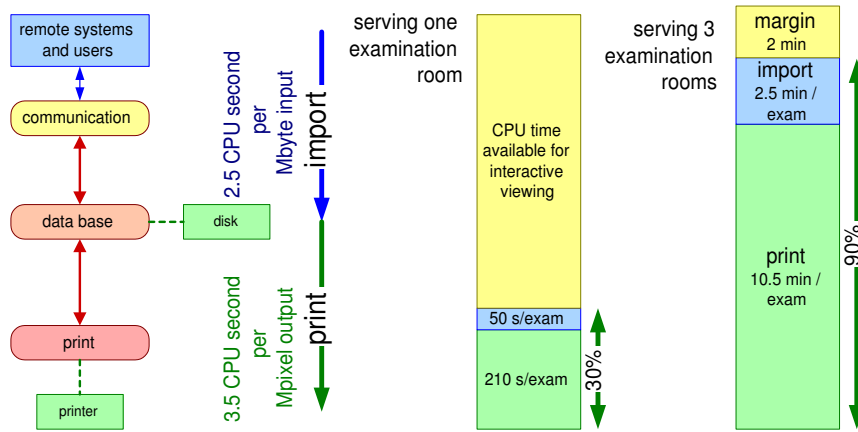 remote systems
and users
communication
data base
disk
print
printer
2.5 CPU second
per
Mbyte input
import
3.5 CPU second
per
Mpixel output
print
serving one
examination
room
CPU time
available for
interactive
viewing
50 s/exam
210 s/exam
30%
serving 3
examination
rooms
margin
2 min
import
2.5 min /
exam
print
10.5 min /
exam
90%